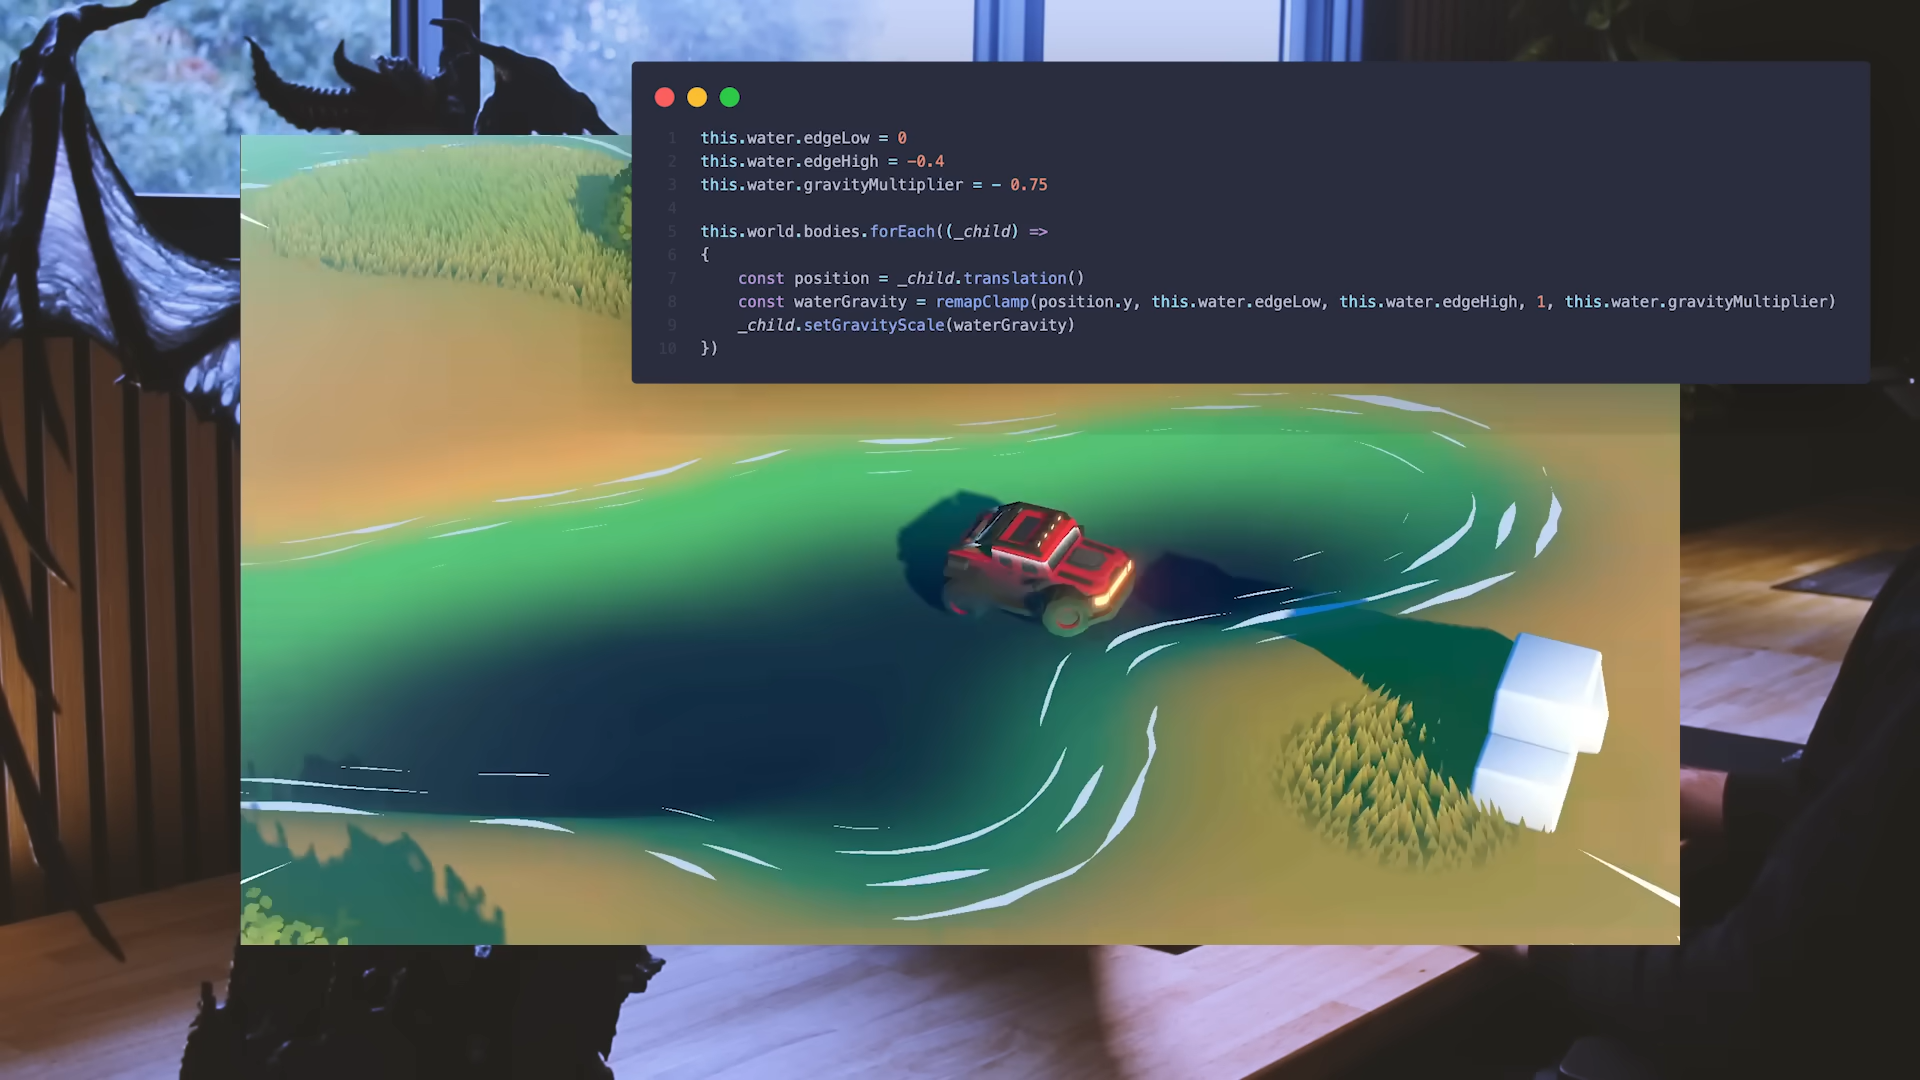 1 this.water.edgeLow = 0
2 this.water.edgeHigh = -0.4
3 this.water.gravityMultiplier = - 0.75
4
5 this.world.bodies.forEach((_child) =>
6 {
7 const position = _child.translation()
8 const waterGravity = remapClamp(position.y, this.water.edgeLow, this.water.edgeHigh, 1, this.water.gravityMultiplier)
9 _child.setGravityScale(waterGravity)
10 })